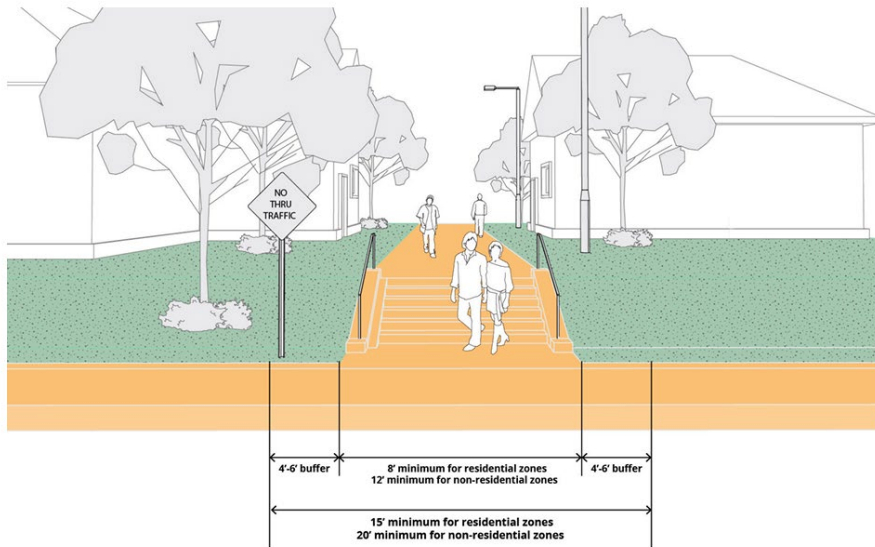 NO
THRU
TRAFFIC
4'-6' buffer
8' minimum for residential zones
12' minimum for non-residential zones
4'-6' buffer
15' minimum for residential zones
20' minimum for non-residential zones